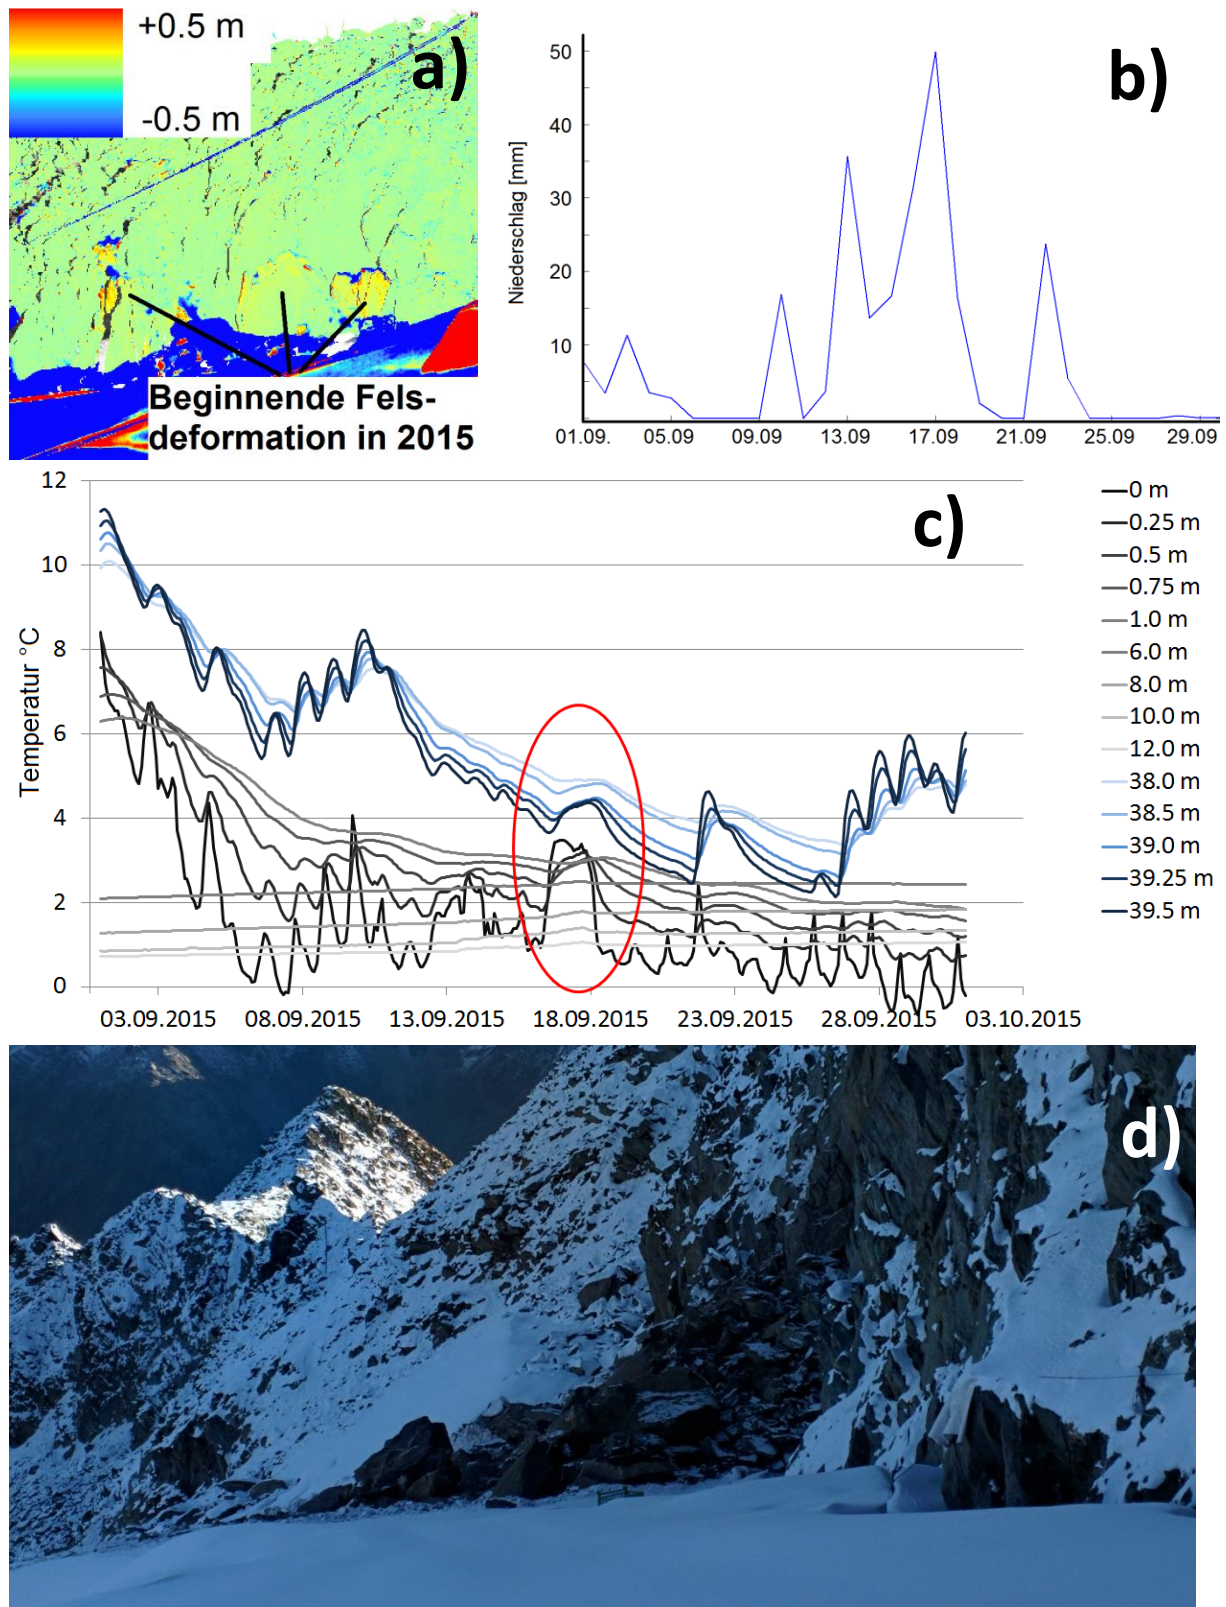 +0.5 m
-0.5 m
a)
Beginnende Fels-
deformation in 2015
b)
Niederschlag [mm]
50
40
30
20
10
01.09.
05.09
09.09
13.09
17.09
21.09
25.09
29.09
c)
Temperatur °C
12
10
8
6
4
2
0
03.09.2015
08.09.2015
13.09.2015
18.09.2015
23.09.2015
28.09.2015
03.10.2015
0 m
0.25 m
0.5 m
0.75 m
1.0 m
6.0 m
8.0 m
10.0 m
12.0 m
38.0 m
38.5 m
39.0 m
39.25 m
39.5 m
d)